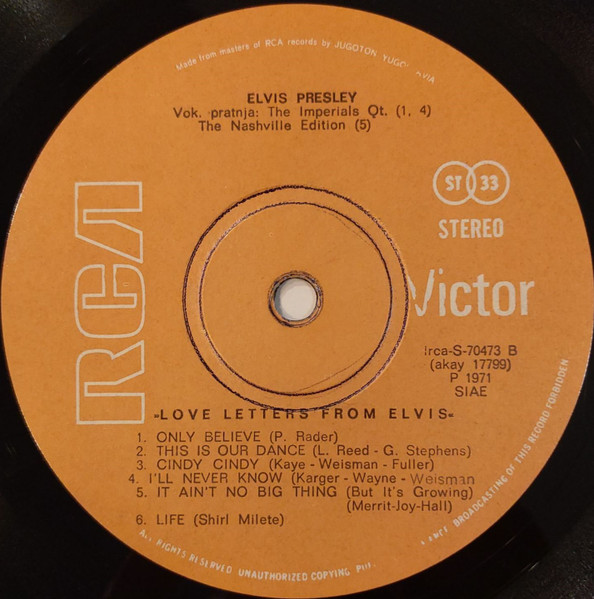 Made from masters of RCA records by JUGOTON
ELVIS PRESLEY
Vok. pratnja: The Imperials Qt. (1, 4)
The Nashville Edition (5)
ST 33
STEREO
RCA
Victor
lrca-S-70473 B
(akay 17799)
P 1971
SIAE
"LOVE LETTERS FROM ELVIS"
1. ONLY BELIEVE (P. Rader)
2. THIS IS OUR DANCE (L. Reed - G. Stephens)
3. CINDY CINDY (Kaye - Weisman - Fuller)
4. I'LL NEVER KNOW (Karger - Wayne - Weisman
5. IT AIN'T NO BIG THING (But It's Growing)
(Merrit-Joy-Hall)
6. LIFE (Shirl Milete)
RIGHTS RESERVED UNAUTHORIZED COPYING
BROADCASTING OF THIS RECORD FORBIDDEN